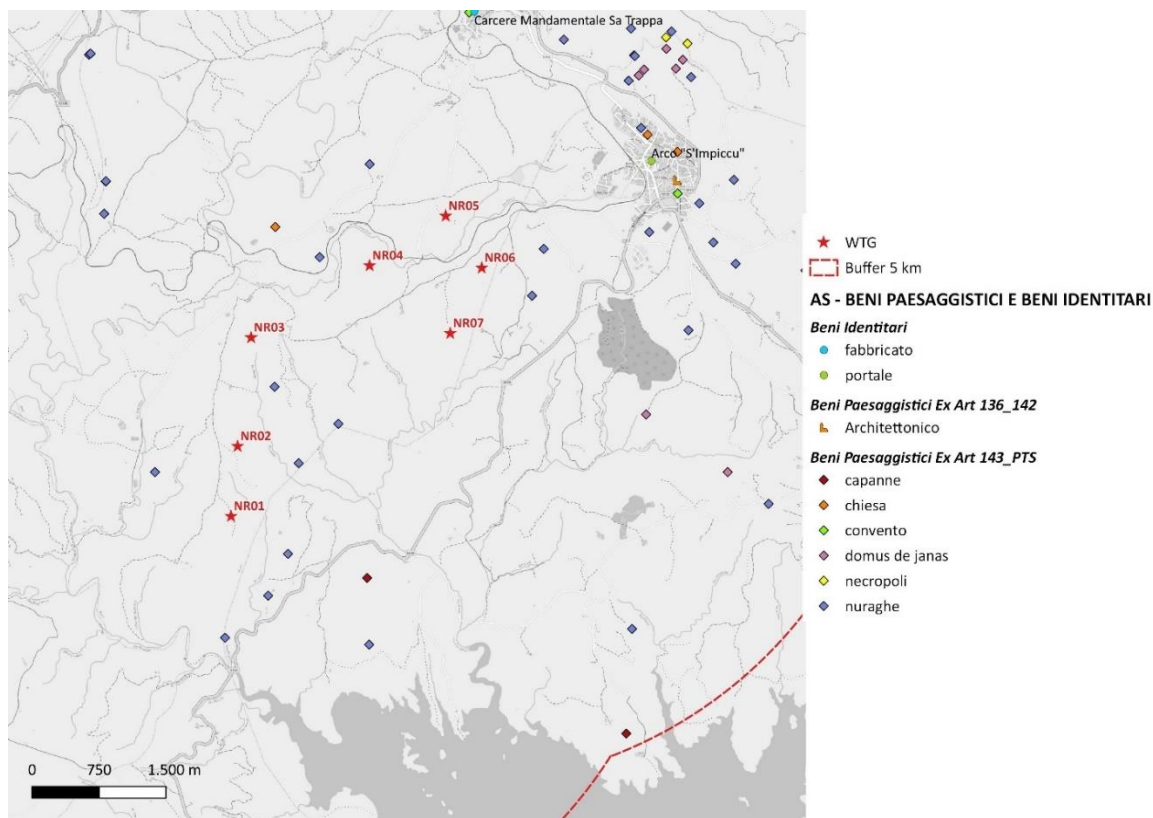 Carcere Mandamentale Sa Trappa
Arco "S'Impiccu"
NR05
NR04
NR06
NR03
NR07
NR02
NR01
0 750 1.500 m
WTG
Buffer 5 km
AS - BENI PAESAGGISTICI E BENI IDENTITARI
Beni Identitari
fabbricato
portale
Beni Paesaggistici Ex Art 136_142
Architettonico
Beni Paesaggistici Ex Art 143_PTS
capanne
chiesa
convento
domus de janas
necropoli
nuraghe